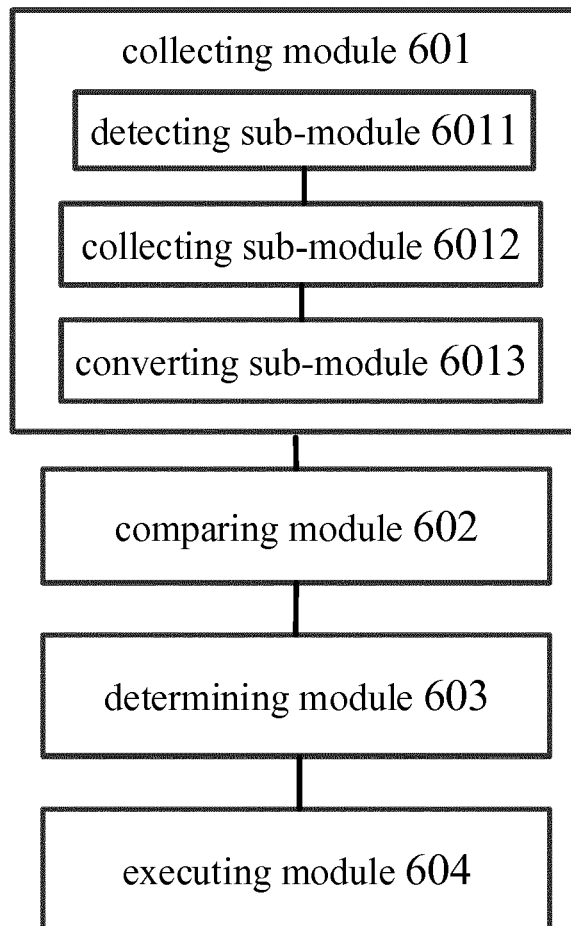 collecting module 601
detecting sub-module 6011
collecting sub-module 6012
converting sub-module 6013
comparing module 602
determining module 603
executing module 604